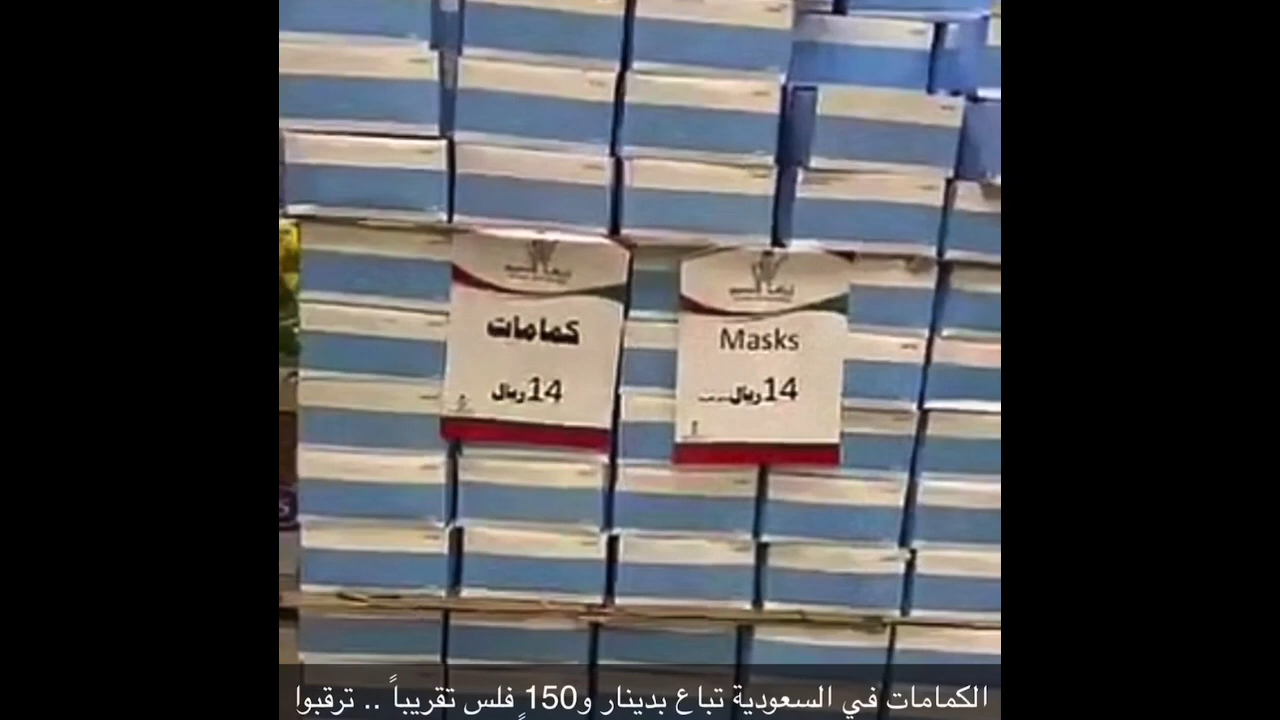 كمامات
14 ريال
Masks
14 ريال
الكمامات في السعودية تباع بدينار و150 فلس تقريباً .. ترقبوا